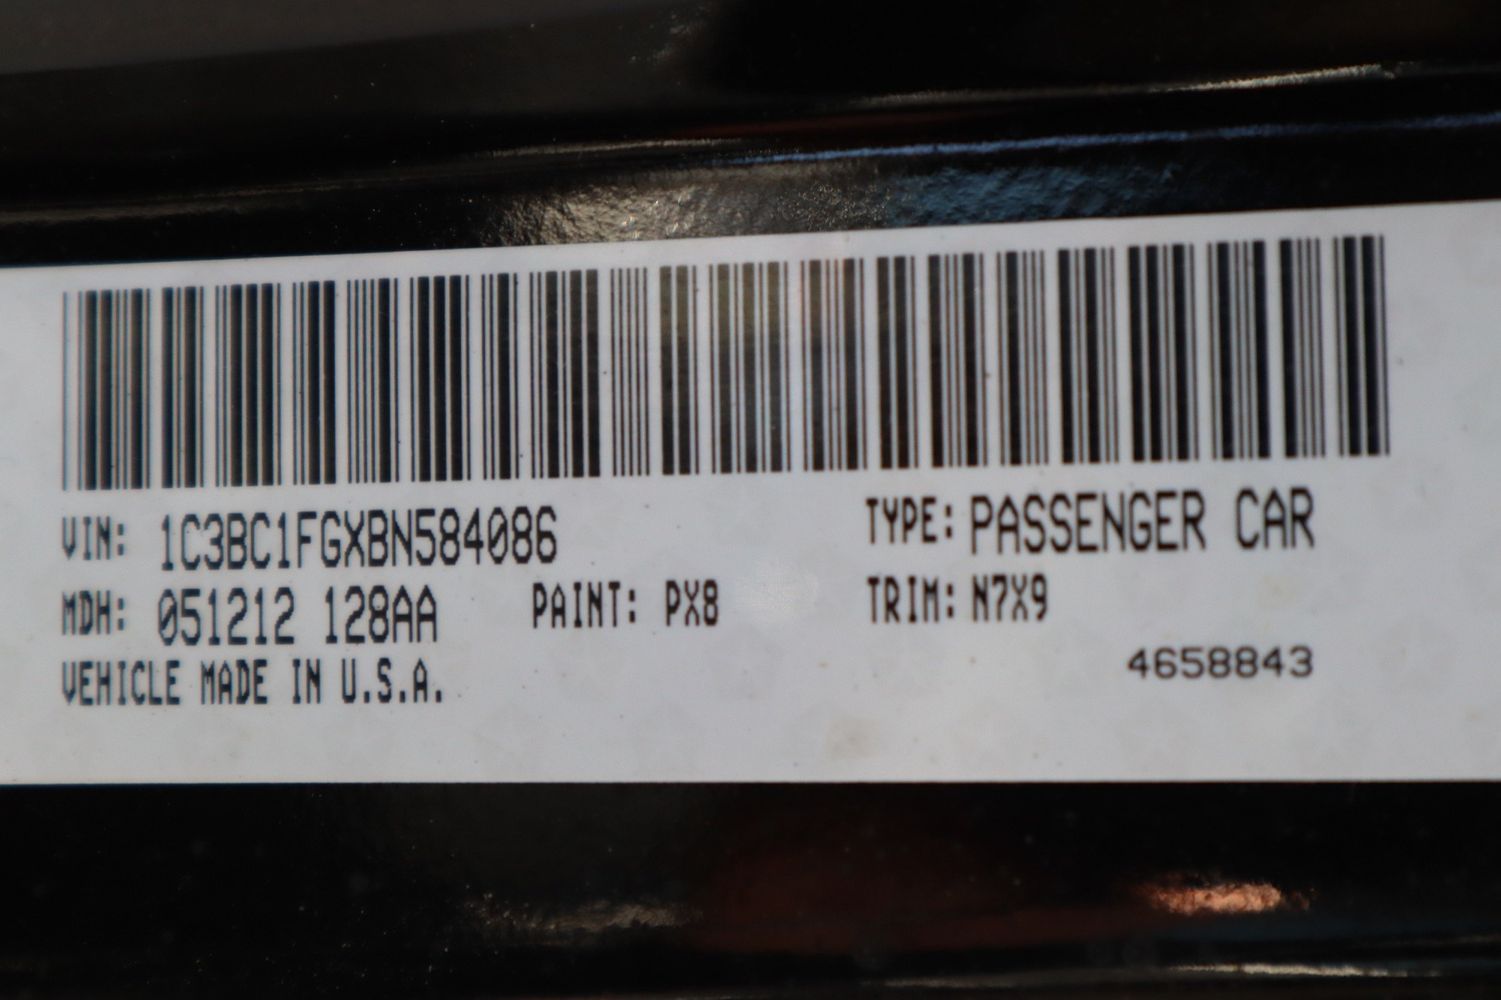 VIN: 1C3BC1FGXBN584086 TYPE: PASSENGER CAR
MDH: 051212 128AA PAINT: PX8 TRIM: N7X9
4658843
VEHICLE MADE IN U.S.A.